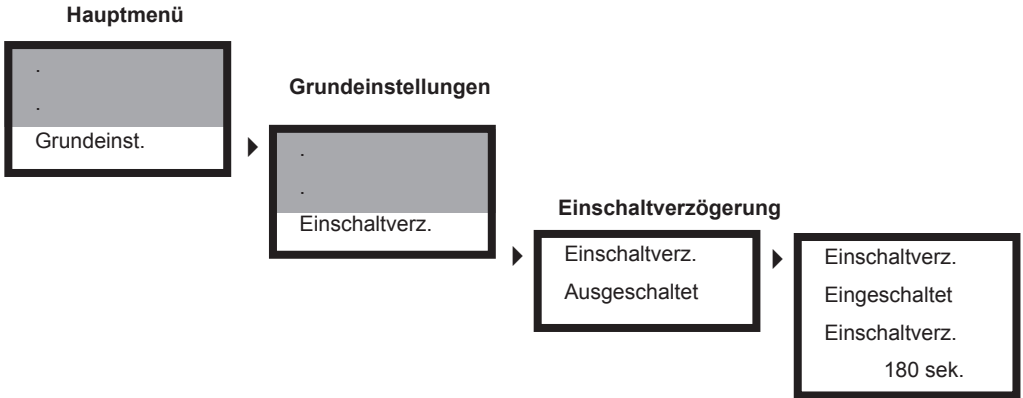 Hauptmenü
.
.
Grundeinst.
Grundeinstellungen
.
.
Einschaltverz.
Einschaltverzögerung
Einschaltverz.
Ausgeschaltet
Einschaltverz.
Eingeschaltet
Einschaltverz.
180 sek.